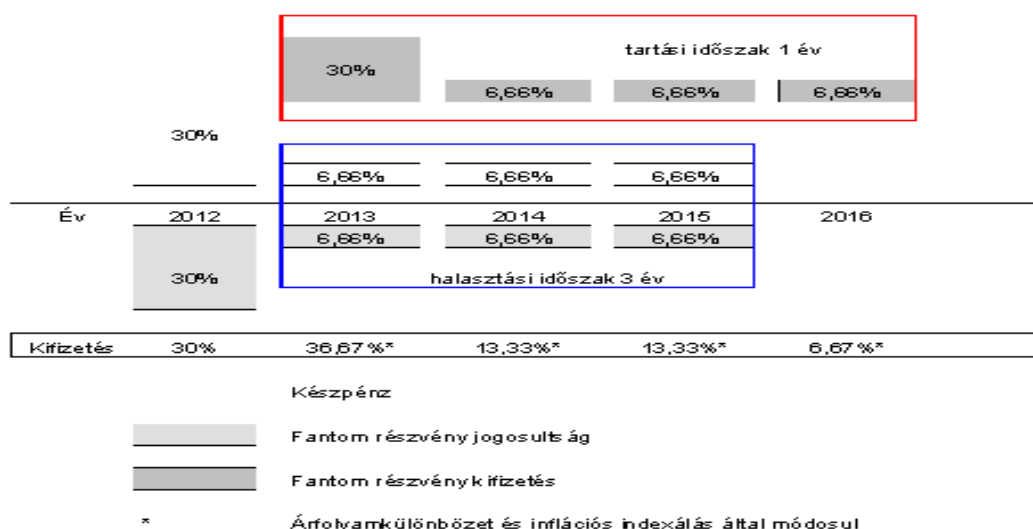 tartási időszak 1 év
30%
6,66% 6,66% 6,66%
30%
6,66% 6,66% 6,66%
Év 2012 2013 2014 2015 2016
6,66% 6,66% 6,66%
30% halasztási időszak 3 év
Kifizetés 30% 36,67%* 13,33%* 13,33%* 6,67%*
Készpénz
Fantom részvény jogosultság
Fantom részvény kifizetés
* Árfolyamkülönbözet és inflációs indexálás által módosul